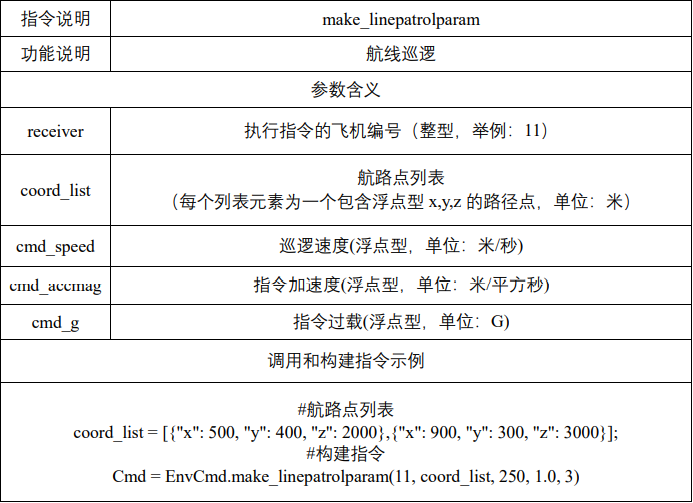 指令说明 make_linepatrolparam
功能说明 航线巡逻
参数含义
receiver 执行指令的飞机编号（整型，举例：11）
coord_list 航路点列表
（每个列表元素为一个包含浮点型 x,y,z 的路径点，单位：米）
cmd_speed 巡逻速度(浮点型，单位：米/秒)
cmd_accmag 指令加速度(浮点型，单位：米/平方秒)
cmd_g 指令过载(浮点型，单位：G)
调用和构建指令示例
#航路点列表
coord_list = [{"x": 500, "y": 400, "z": 2000},{"x": 900, "y": 300, "z": 3000}];
#构建指令
Cmd = EnvCmd.make_linepatrolparam(11, coord_list, 250, 1.0, 3)